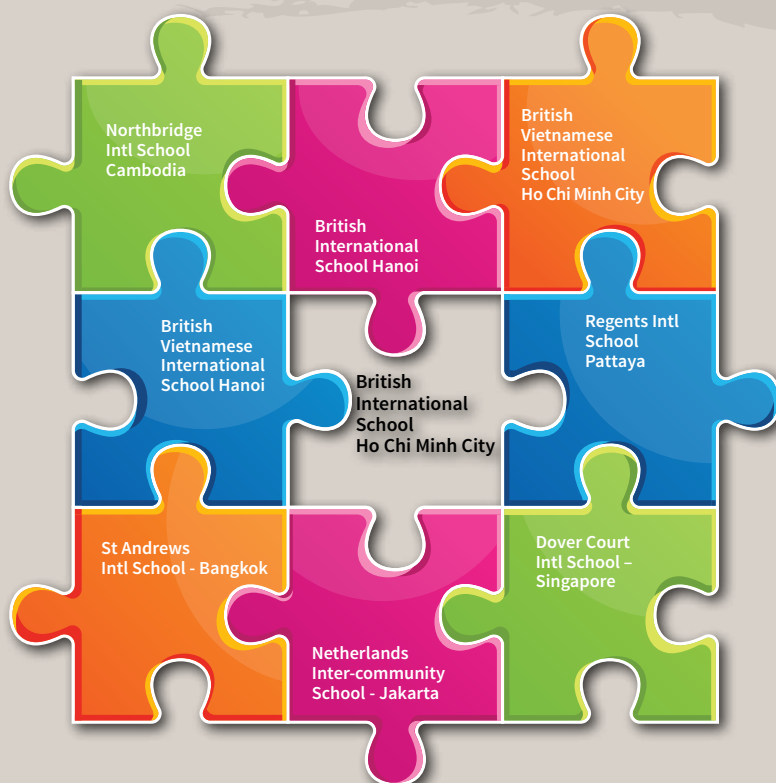 Northbridge
Intl School
Cambodia
British
International
School Hanoi
British
Vietnamese
International
School
Ho Chi Minh City
British
Vietnamese
International
School Hanoi
British
International
School
Ho Chi Minh City
Regents Intl
School
Pattaya
St Andrews
Intl School - Bangkok
Netherlands
Inter-community
School - Jakarta
Dover Court
Intl School –
Singapore